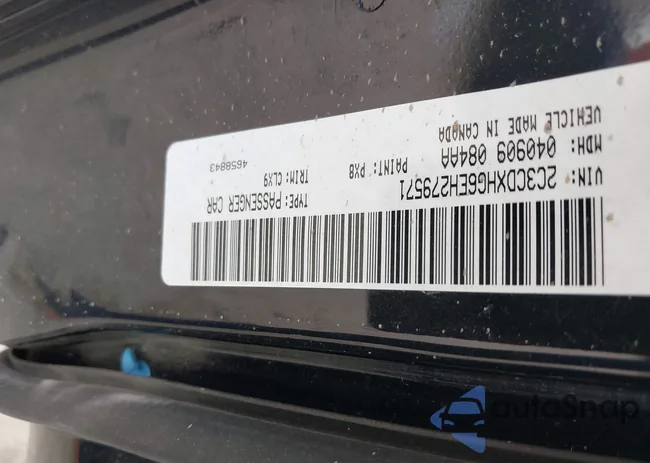 MDH: 040909 084AA
VEHICLE MADE IN CANADA
VIN: 2C3CDXHG6EH279571
PAINT: PX8
TYPE: PASSENGER CAR
TRIM: CLX9
4658843
autoSnap